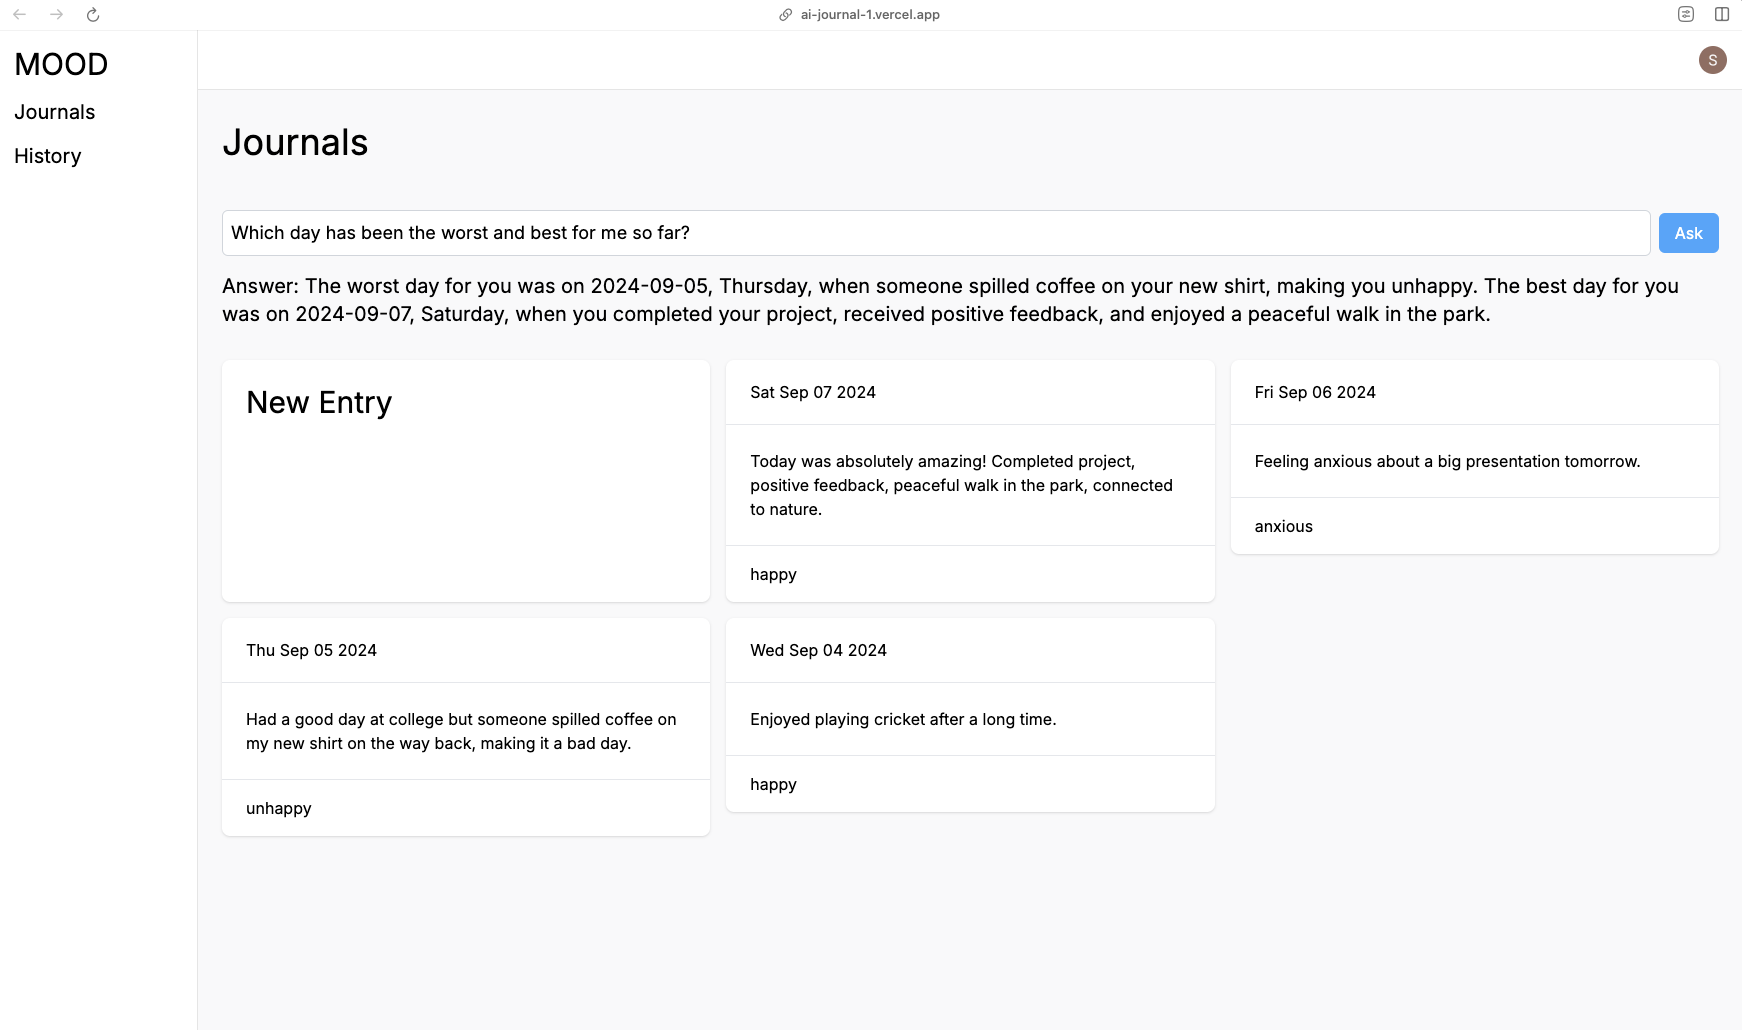 ai-journal-1.vercel.app
MOOD
Journals
History
S
Journals
Which day has been the worst and best for me so far?
Ask
Answer: The worst day for you was on 2024-09-05, Thursday, when someone spilled coffee on your new shirt, making you unhappy. The best day for you
was on 2024-09-07, Saturday, when you completed your project, received positive feedback, and enjoyed a peaceful walk in the park.
New Entry
Sat Sep 07 2024
Today was absolutely amazing! Completed project,
positive feedback, peaceful walk in the park, connected
to nature.
happy
Fri Sep 06 2024
Feeling anxious about a big presentation tomorrow.
anxious
Thu Sep 05 2024
Had a good day at college but someone spilled coffee on
my new shirt on the way back, making it a bad day.
unhappy
Wed Sep 04 2024
Enjoyed playing cricket after a long time.
happy